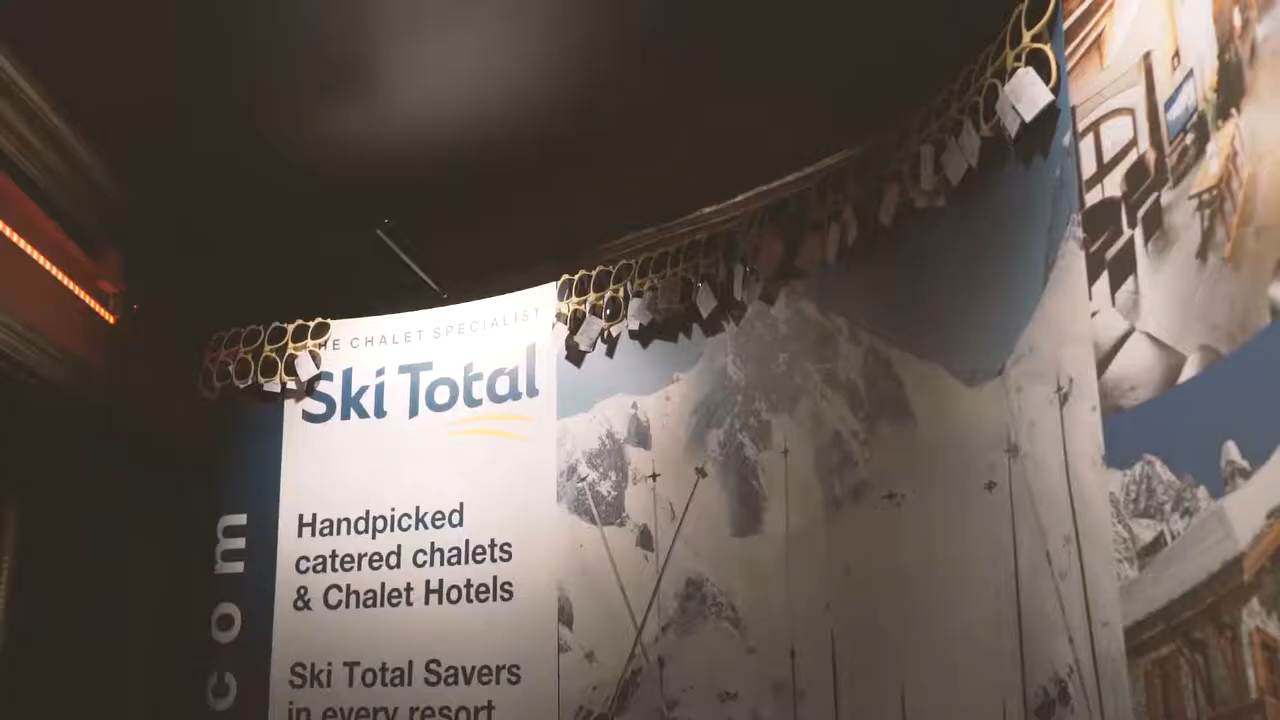 THE CHALET SPECIALIST
Ski Total
Handpicked
catered chalets
& Chalet Hotels
Ski Total Savers
in every resort
com